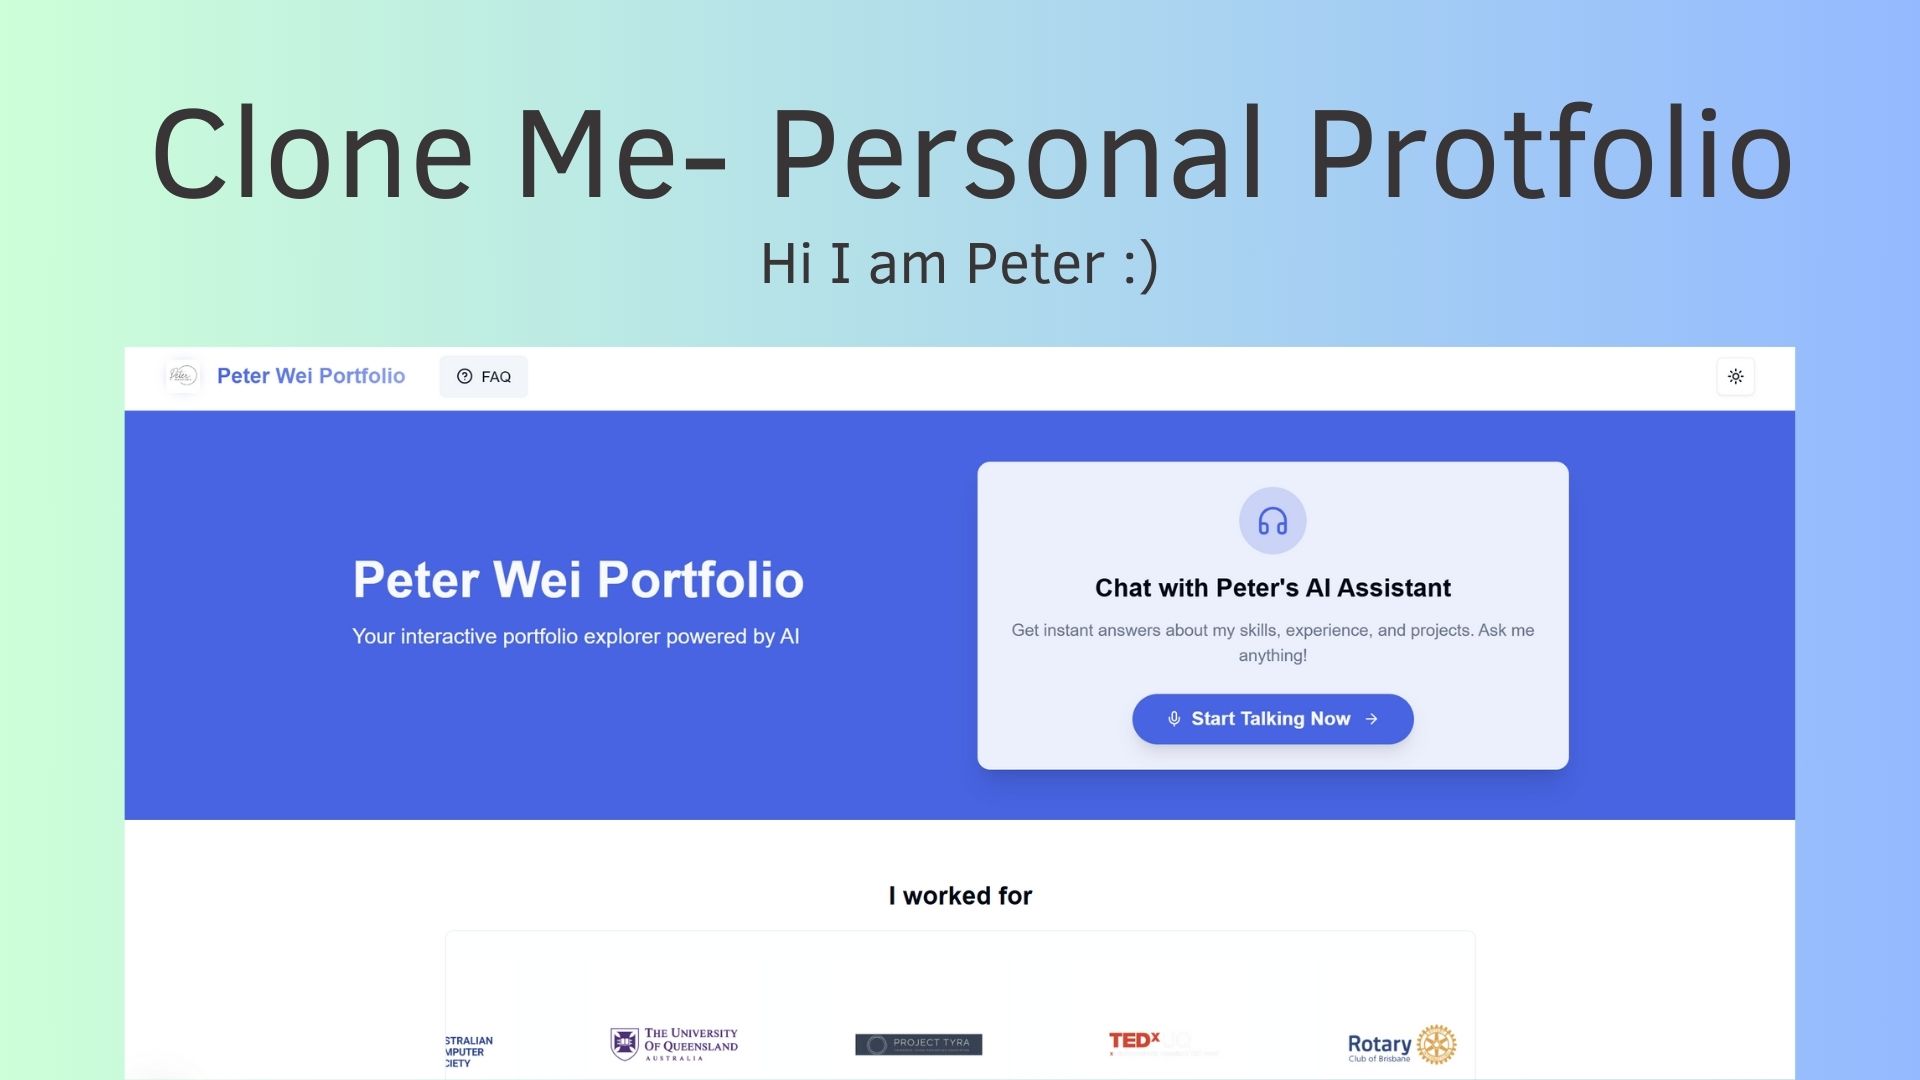 Clone Me- Personal Protfolio
Hi I am Peter :)
Peter
Peter Wei Portfolio
FAQ
Peter Wei Portfolio
Your interactive portfolio explorer powered by AI
Chat with Peter's AI Assistant
Get instant answers about my skills, experience, and projects. Ask me
anything!
Start Talking Now
I worked for
STRALIAN
MPUTER
CIETY
THE UNIVERSITY
OF QUEENSLAND
AUSTRALIA
PROJECT TYRA
TEDx UQ
Rotary
Club of Brisbane